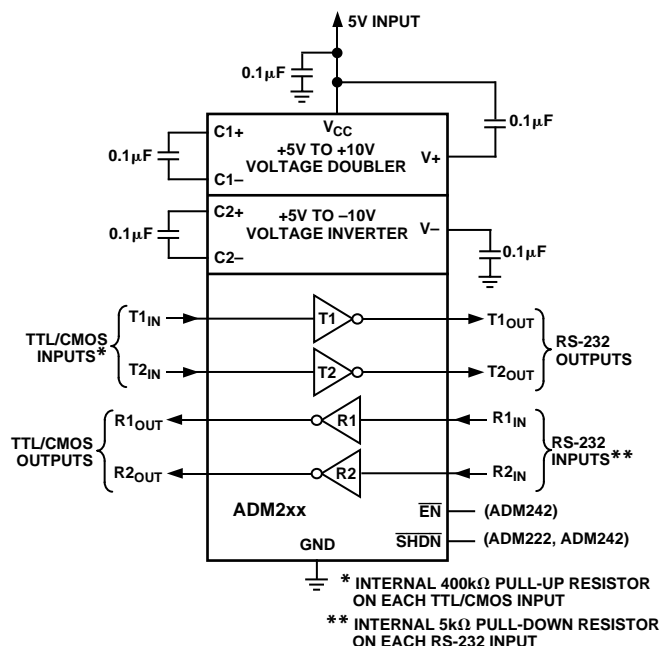 5V INPUT
0.1µF
0.1µF
VCC
C1+
+5V TO +10V
VOLTAGE DOUBLER
V+
0.1µF
C1–
C2+
+5V TO –10V
VOLTAGE INVERTER
V–
0.1µF
C2–
0.1µF
TTL/CMOS
INPUTS*
T1IN
T1
T1OUT
T2IN
T2
T2OUT
RS-232
OUTPUTS
TTL/CMOS
OUTPUTS
R1OUT
R1
R1IN
R2OUT
R2
R2IN
RS-232
INPUTS**
ADM2xx
EN
(ADM242)
GND
SHDN
(ADM222, ADM242)
* INTERNAL 400kΩ PULL-UP RESISTOR
ON EACH TTL/CMOS INPUT
** INTERNAL 5kΩ PULL-DOWN RESISTOR
ON EACH RS-232 INPUT